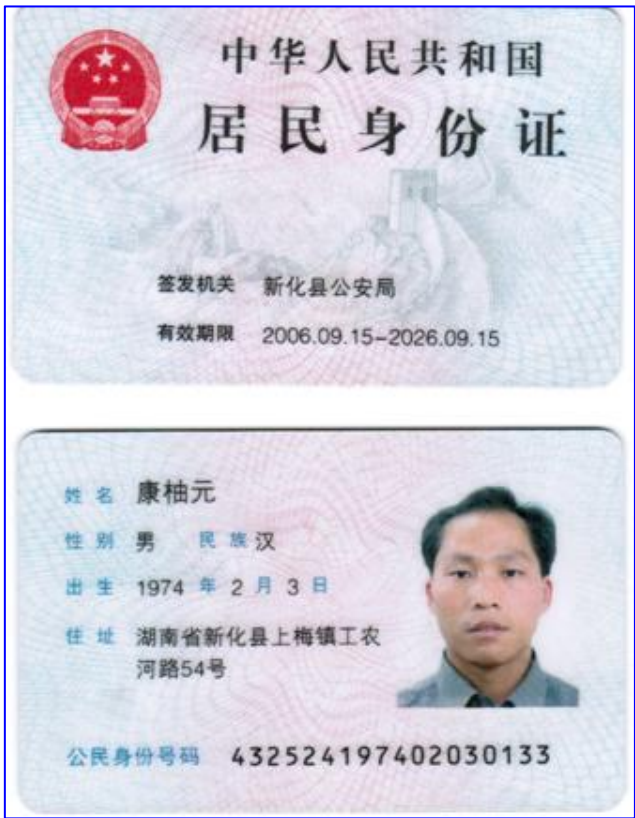 中华人民共和国
居民身份证
签发机关 新化县公安局
有效期限 2006.09.15-2026.09.15
姓名 康柚元
性别 男 民族 汉
出生 1974 年 2 月 3 日
住址 湖南省新化县上梅镇工农
河路54号
公民身份号码 432524197402030133